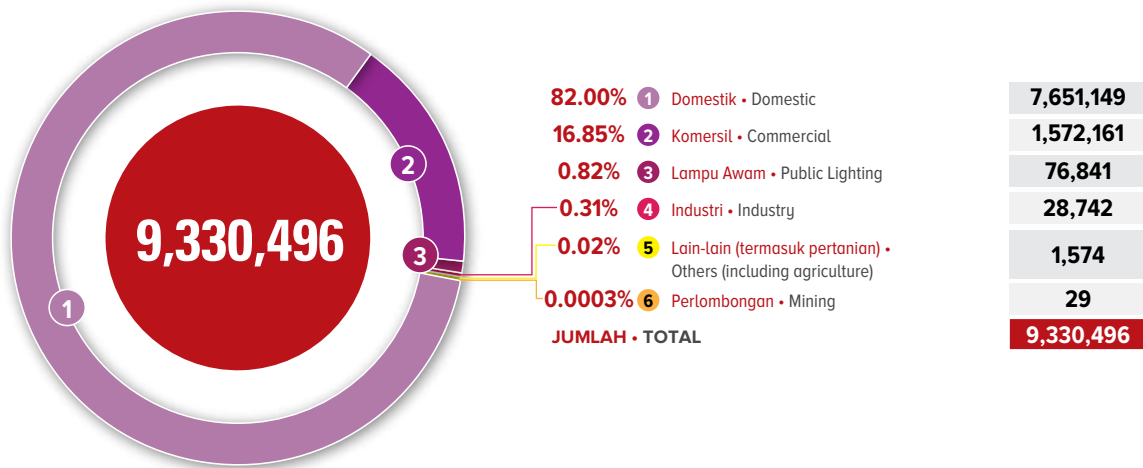 9,330,496
1
2
3
82.00% 1 Domestik • Domestic 7,651,149
16.85% 2 Komersil • Commercial 1,572,161
0.82% 3 Lampu Awam • Public Lighting 76,841
0.31% 4 Industri • Industry 28,742
0.02% 5 Lain-lain (termasuk pertanian) •
Others (including agriculture) 1,574
0.0003% 6 Perlombongan • Mining 29
JUMLAH • TOTAL 9,330,496